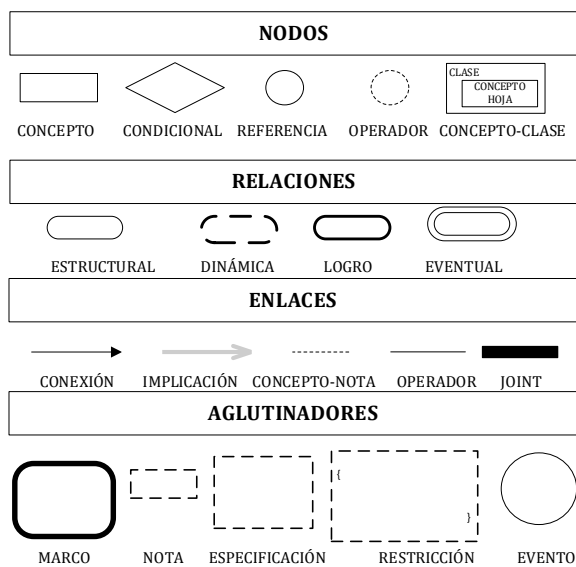 NODOS
CLASE
CONCEPTO
HOJA
CONCEPTO CONDICIONAL REFERENCIA OPERADOR CONCEPTO-CLASE
RELACIONES
ESTRUCTURAL DINÁMICA LOGRO EVENTUAL
ENLACES
CONEXIÓN IMPLICACIÓN CONCEPTO-NOTA OPERADOR JOINT
AGLUTINADORES
{
}
MARCO NOTA ESPECIFICACIÓN RESTRICCIÓN EVENTO